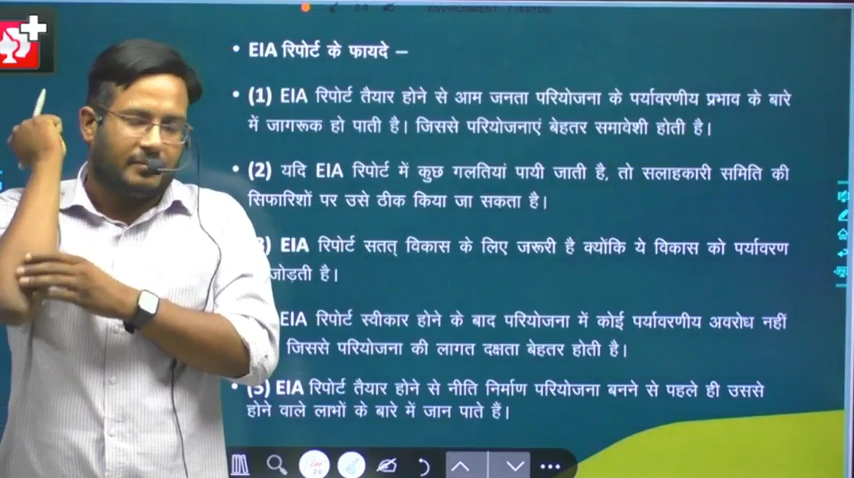 • EIA रिपोर्ट के फायदे –
• (1) EIA रिपोर्ट तैयार होने से आम जनता परियोजना के पर्यावरणीय प्रभाव के बारे
में जागरूक हो पाती है। जिससे परियोजनाएं बेहतर समावेशी होती है।
• (2) यदि EIA रिपोर्ट में कुछ गलतियां पायी जाती है, तो सलाहकारी समिति की
सिफारिशों पर उसे ठीक किया जा सकता है।
3) EIA रिपोर्ट सतत् विकास के लिए जरूरी है क्योंकि ये विकास को पर्यावरण
जोड़ती है।
EIA रिपोर्ट स्वीकार होने के बाद परियोजना में कोई पर्यावरणीय अवरोध नहीं
जिससे परियोजना की लागत दक्षता बेहतर होती है।
• (5) EIA रिपोर्ट तैयार होने से नीति निर्माण परियोजना बनने से पहले ही उससे
होने वाले लाभों के बारे में जान पाते हैं।